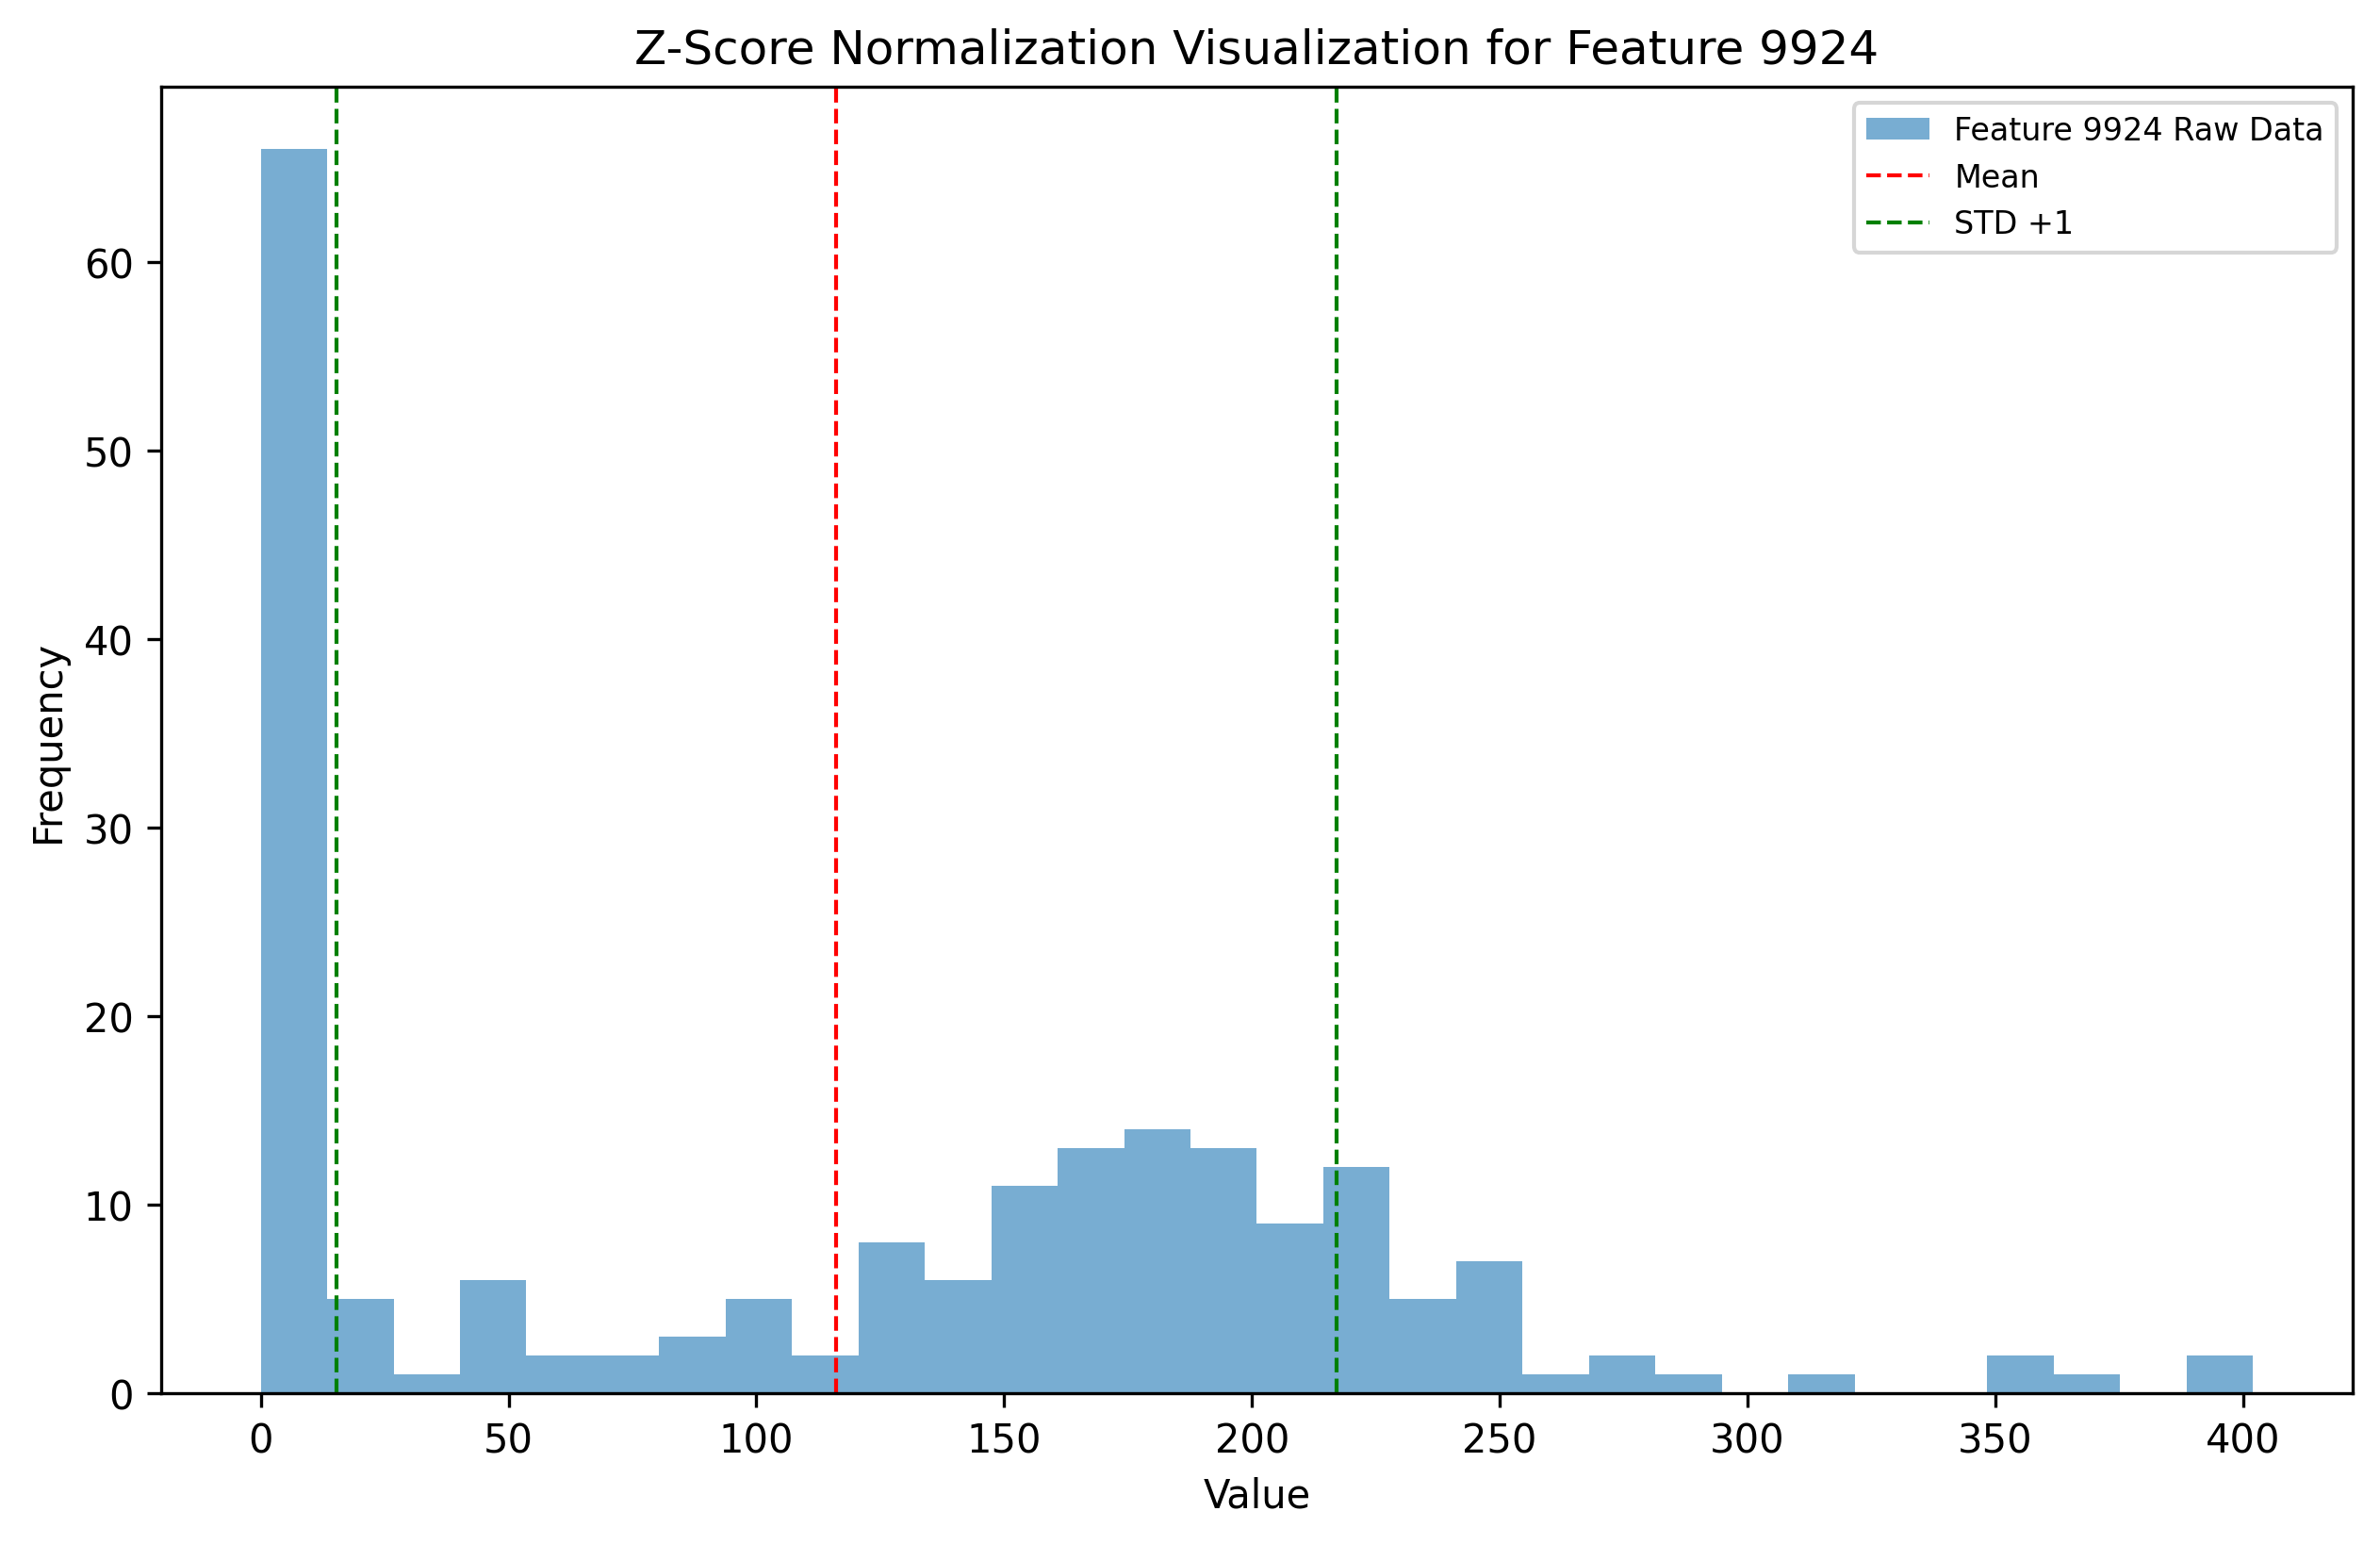 Z-Score Normalization Visualization for Feature 9924
Feature 9924 Raw Data
Mean
STD +1
Frequency
60
50
40
30
20
10
0
0 50 100 150 200 250 300 350 400
Value